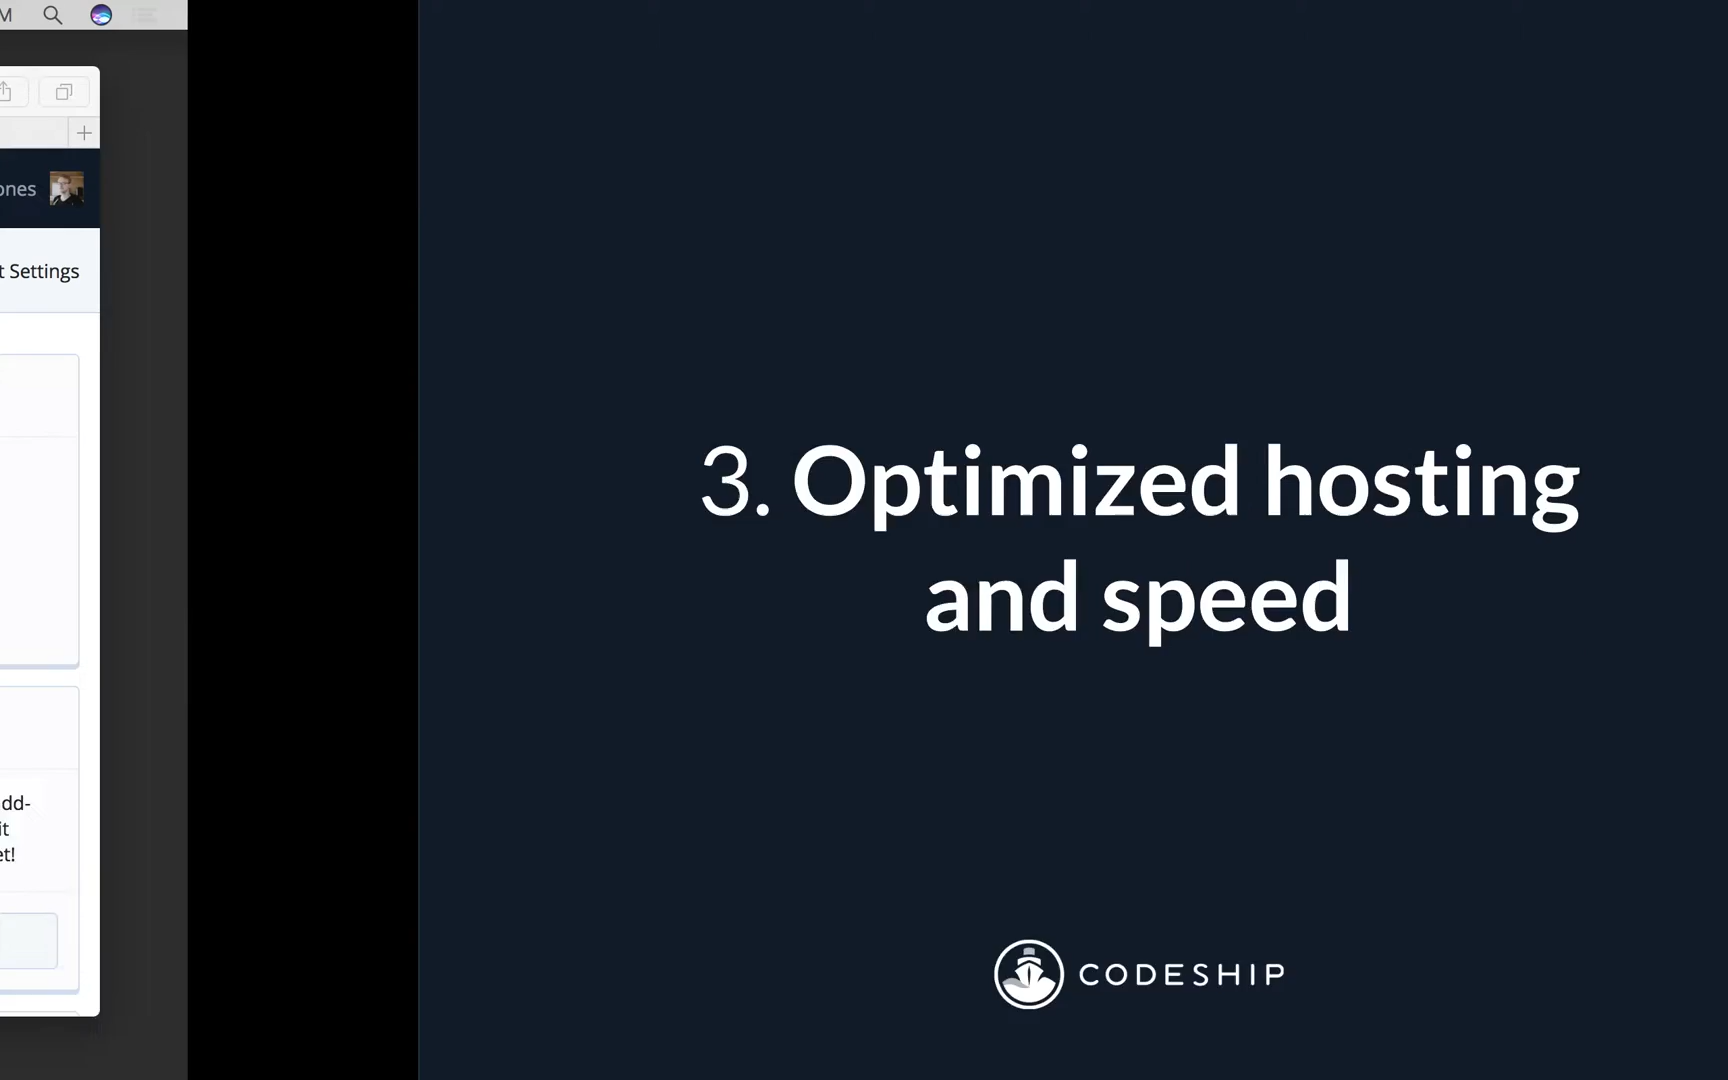 M
ones
t Settings
dd-
it
et!
3. Optimized hosting
and speed
CODESHIP